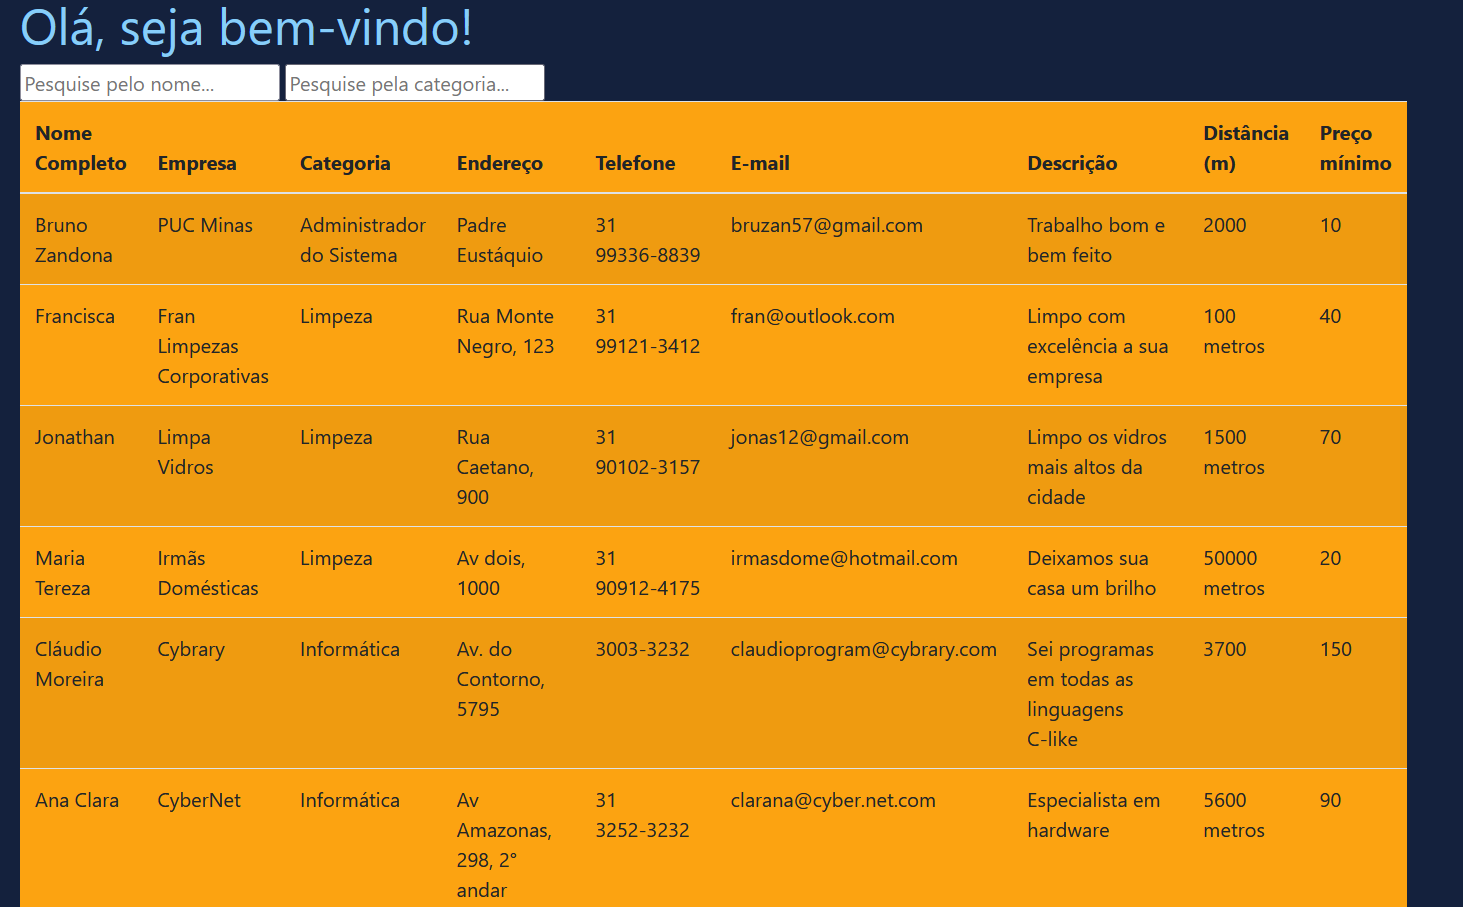 Olá, seja bem-vindo!
Pesquise pelo nome... Pesquise pela categoria...
Nome Completo Empresa Categoria Endereço Telefone E-mail Descrição Distância (m) Preço mínimo
Bruno Zandona PUC Minas Administrador do Sistema Padre Eustáquio 31 99336-8839 bruzan57@gmail.com Trabalho bom e bem feito 2000 10
Francisca Fran Limpezas Corporativas Limpeza Rua Monte Negro, 123 31 99121-3412 fran@outlook.com Limpo com excelência a sua empresa 100 metros 40
Jonathan Limpa Vidros Limpeza Rua Caetano, 900 31 90102-3157 jonas12@gmail.com Limpo os vidros mais altos da cidade 1500 metros 70
Maria Tereza Irmãs Domésticas Limpeza Av dois, 1000 31 90912-4175 irmasdome@hotmail.com Deixamos sua casa um brilho 50000 metros 20
Cláudio Moreira Cybrary Informática Av. do Contorno, 5795 3003-3232 claudioprogram@cybrary.com Sei programas em todas as linguagens C-like 3700 150
Ana Clara CyberNet Informática Av Amazonas, 298, 2° andar 31 3252-3232 clarana@cyber.net.com Especialista em hardware 5600 metros 90